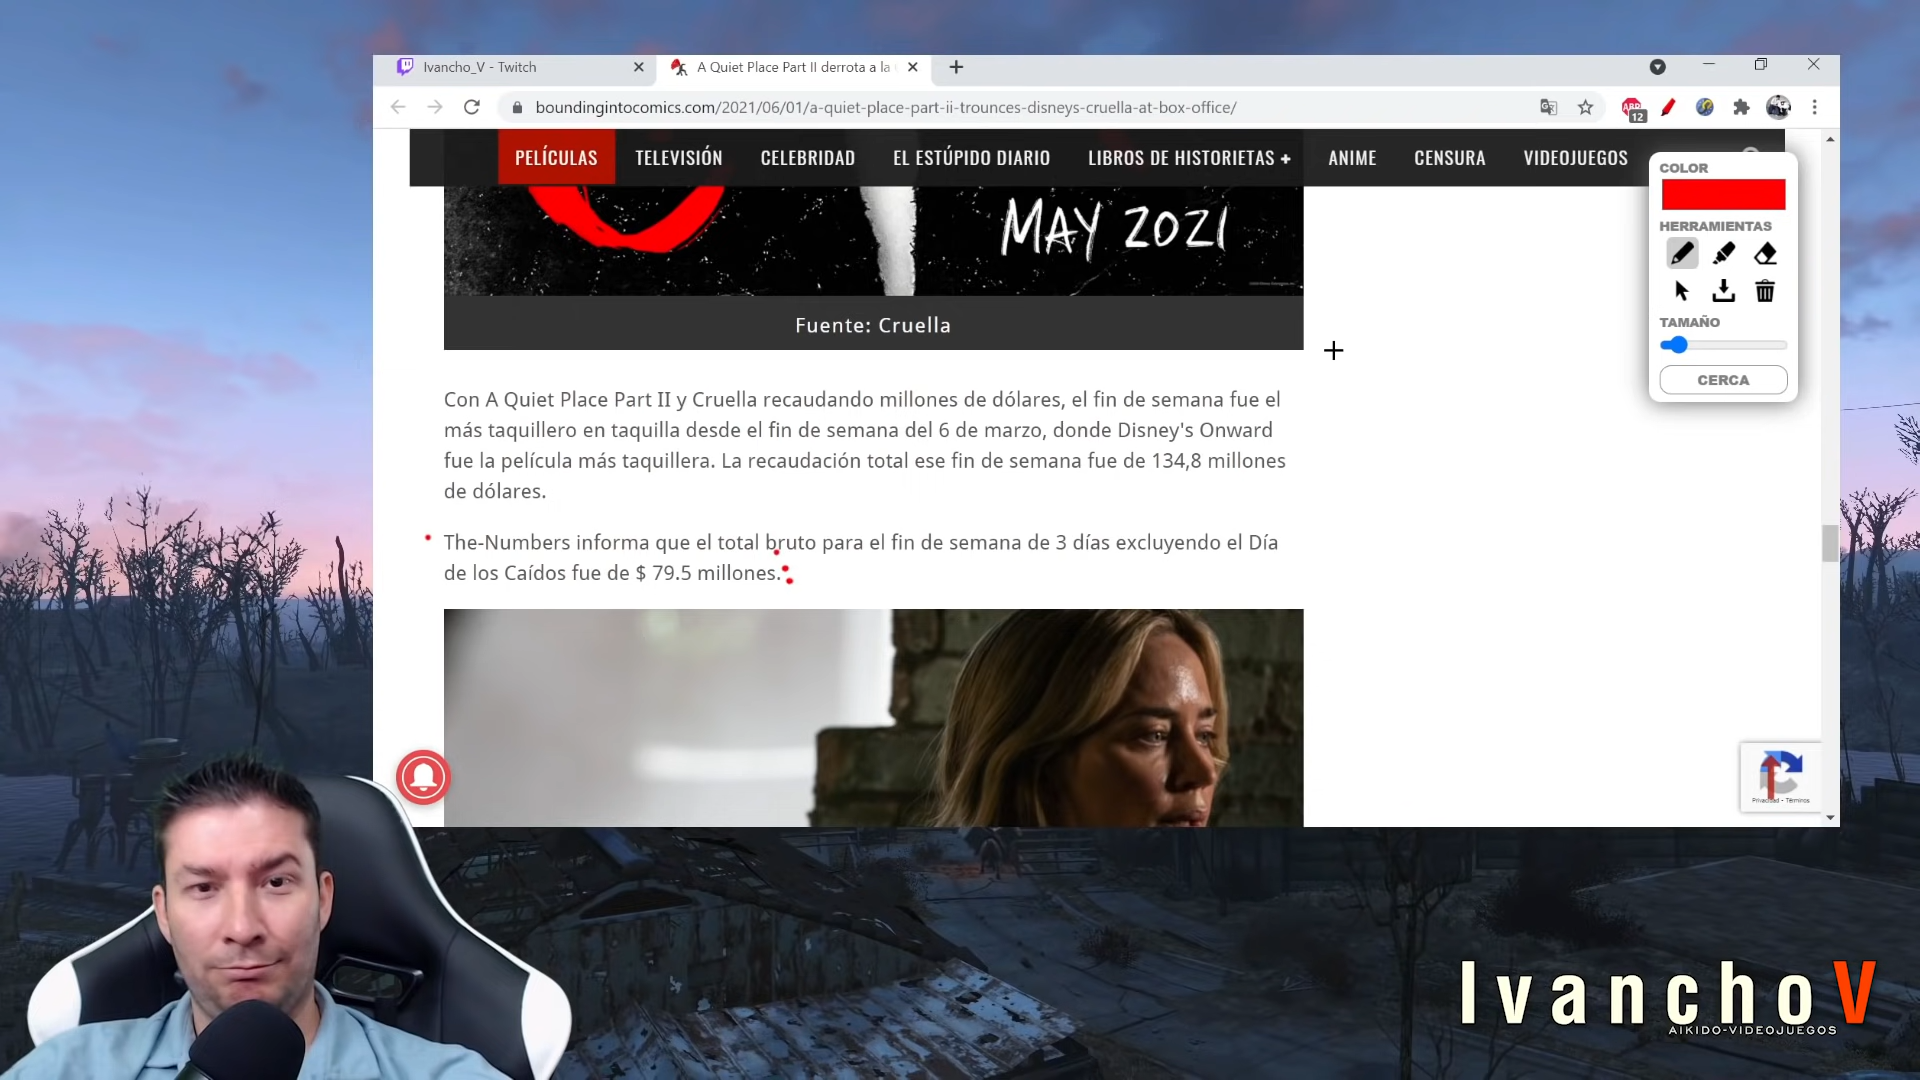 Ivancho_V - Twitch
A Quiet Place Part II derrota a la
boundingintocomics.com/2021/06/01/a-quiet-place-part-ii-trounces-disneys-cruella-at-box-office/
ABP
12
PELÍCULAS TELEVISIÓN CELEBRIDAD EL ESTÚPIDO DIARIO LIBROS DE HISTORIETAS + ANIME CENSURA VIDEOJUEGOS
COLOR
HERRAMIENTAS
TAMAÑO
CERCA
MAY 2021
Fuente: Cruella
Con A Quiet Place Part II y Cruella recaudando millones de dólares, el fin de semana fue el
más taquillero en taquilla desde el fin de semana del 6 de marzo, donde Disney's Onward
fue la película más taquillera. La recaudación total ese fin de semana fue de 134,8 millones
de dólares.
The-Numbers informa que el total bruto para el fin de semana de 3 días excluyendo el Día
de los Caídos fue de $ 79.5 millones.
Privacidad - Términos
IvanchoV
AIKIDO-VIDEOJUEGOS